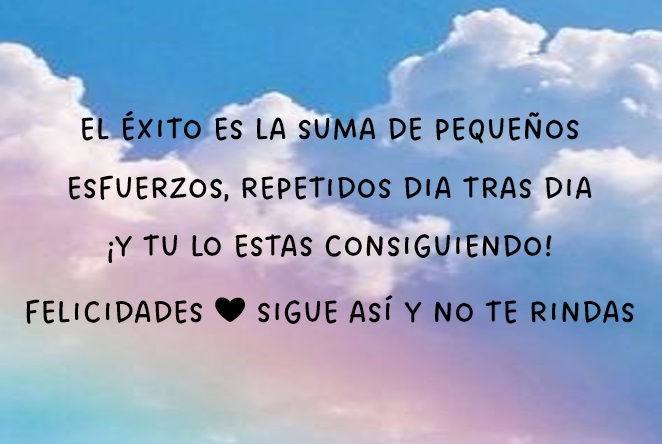 EL ÉXITO ES LA SUMA DE PEQUEÑOS
ESFUERZOS, REPETIDOS DIA TRAS DIA
¡Y TU LO ESTAS CONSIGUIENDO!
FELICIDADES ♥ SIGUE ASÍ Y NO TE RINDAS